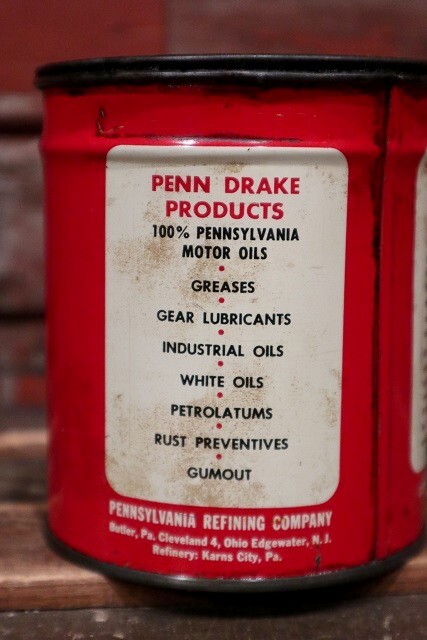 PENN DRAKE
PRODUCTS
100% PENNSYLVANIA
MOTOR OILS
•
GREASES
•
GEAR LUBRICANTS
•
INDUSTRIAL OILS
•
WHITE OILS
•
PETROLATUMS
•
RUST PREVENTIVES
•
GUMOUT
PENNSYLVANIA REFINING COMPANY
Butler, Pa. Cleveland 4, Ohio Edgewater, N.J.
Refinery: Karns City, Pa.